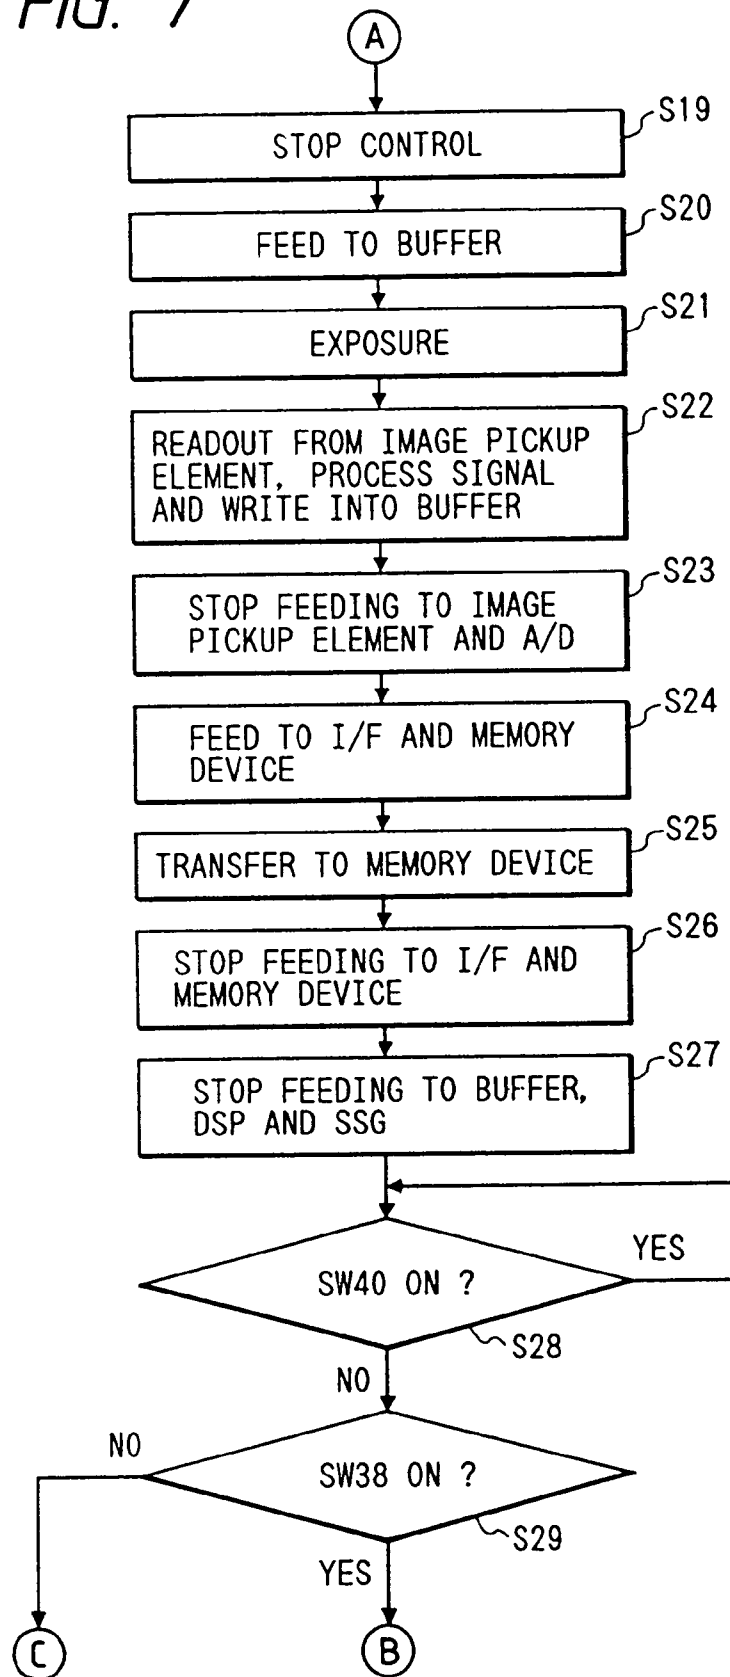 FIG. 7
A
STOP CONTROL
S19
FEED TO BUFFER
S20
EXPOSURE
S21
READOUT FROM IMAGE PICKUP
ELEMENT, PROCESS SIGNAL
AND WRITE INTO BUFFER
S22
STOP FEEDING TO IMAGE
PICKUP ELEMENT AND A/D
S23
FEED TO I/F AND MEMORY
DEVICE
S24
TRANSFER TO MEMORY DEVICE
S25
STOP FEEDING TO I/F AND
MEMORY DEVICE
S26
STOP FEEDING TO BUFFER,
DSP AND SSG
S27
SW40 ON ?
YES
S28
NO
SW38 ON ?
NO
S29
YES
C
B